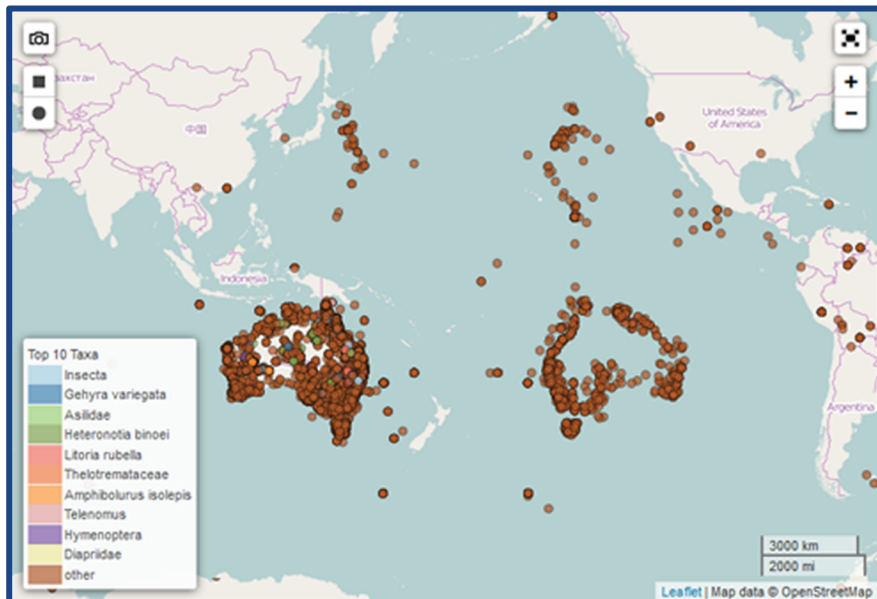 азахстан
United States
of America
中国
Indonesia
Argentina
Top 10 Taxa
Insecta
Gehyra variegata
Asilidae
Heteronotia binoei
Litoria rubella
Thelotremataceae
Amphibolurus isolepis
Telenomus
Hymenoptera
Diapriidae
other
+
−
3000 km
2000 mi
Leaflet | Map data © OpenStreetMap